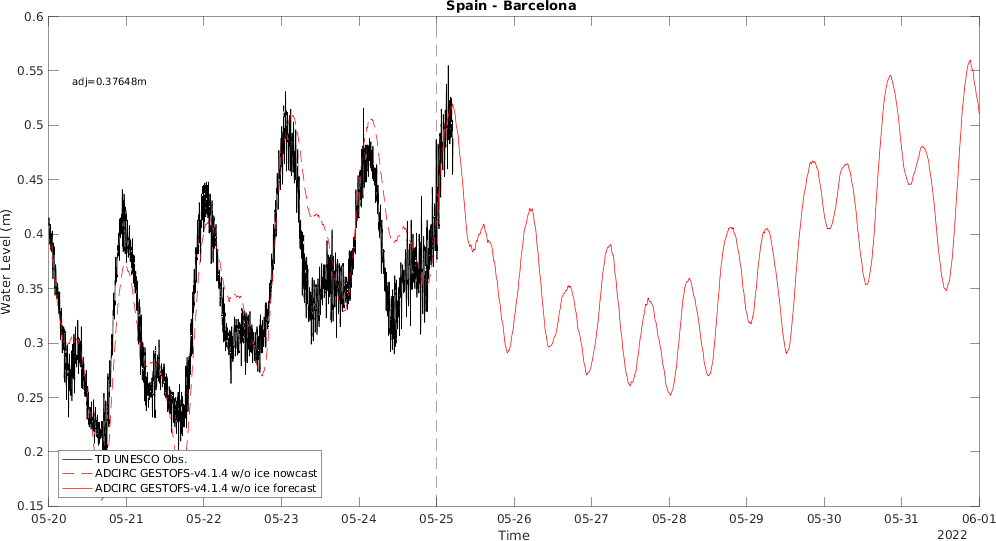 Spain - Barcelona
0.6
0.55
adj=0.37648m
0.5
0.45
0.4
0.35
0.3
0.25
0.2
0.15
Water Level (m)
TD UNESCO Obs.
ADCIRC GESTOFS-v4.1.4 w/o ice nowcast
ADCIRC GESTOFS-v4.1.4 w/o ice forecast
05-20 05-21 05-22 05-23 05-24 05-25 05-26 05-27 05-28 05-29 05-30 05-31 06-01
Time
2022